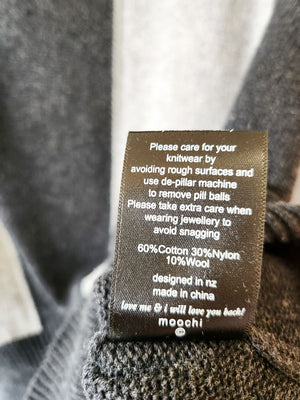 Please care for your
knitwear by
avoiding rough surfaces and
use de-pillar machine
to remove pill balls
Please take extra care when
wearing jewellery to
avoid snagging
60%Cotton 30%Nylon
10%Wool
designed in nz
made in china
love me & i will love you back!
moochi
©